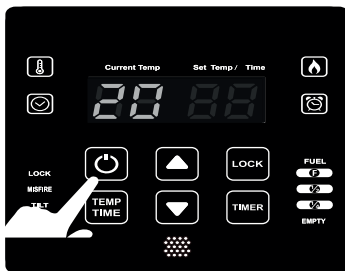 Current Temp Set Temp / Time
20
LOCK
FUEL
F
LOCK
MISFIRE
TEMP
TIME
TIMER
EMPTY